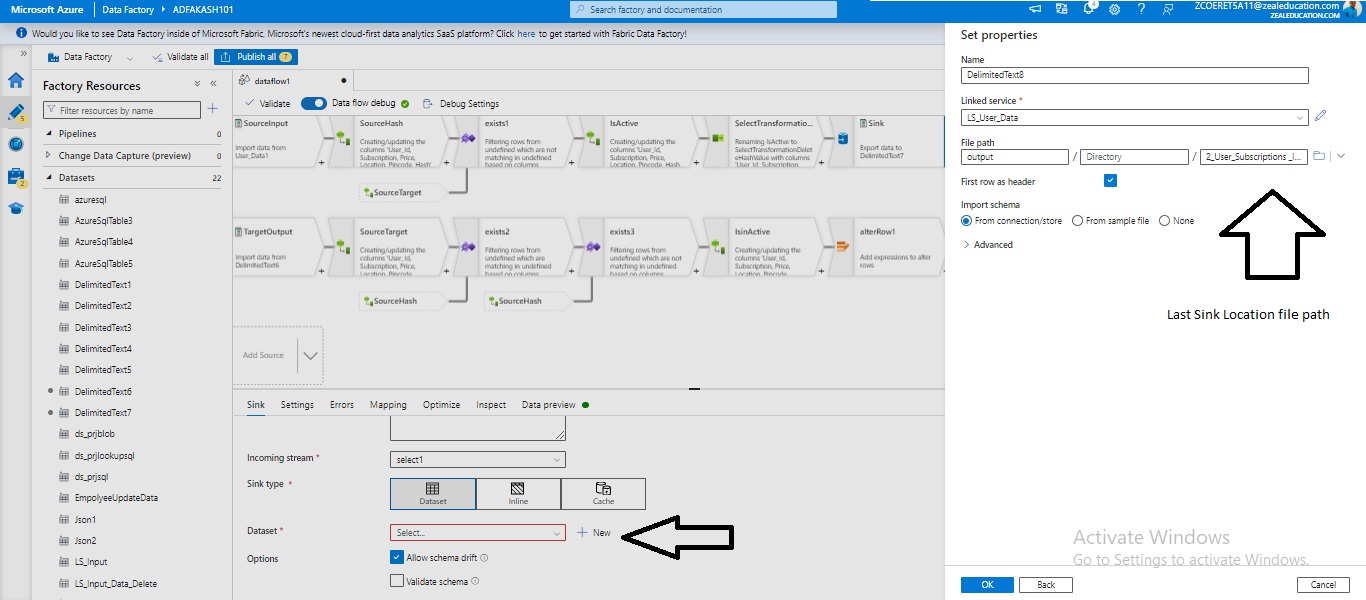 Microsoft Azure
Data Factory
ADFAKASH101
Search factory and documentation
ZCOERET5A11@zealeducation.com
ZEALEDUCATION.COM
Would you like to see Data Factory inside of Microsoft Fabric, Microsoft's newest cloud-first data analytics SaaS platform? Click here to get started with Fabric Data Factory!
Data Factory
Validate all
Publish all 7
Factory Resources
Filter resources by name
Pipelines 0
Change Data Capture (preview) 0
Datasets 22
azuresql
AzureSqlTable3
AzureSqlTable4
AzureSqlTable5
DelimitedText1
DelimitedText2
DelimitedText3
DelimitedText4
DelimitedText5
DelimitedText6
DelimitedText7
ds_prjblob
ds_prjlookupsql
ds_prjsql
EmpolyeeUpdateData
Json1
Json2
LS_Input
LS_Input_Data_Delete
dataflow1
Validate
Data flow debug
Debug Settings
SourceInput
Import data from
User_Data1
SourceHash
Creating/updating the
columns 'User_Id,
Subscription, Price,
Location, Pincode, Hash'
exists1
Filtering rows from
undefined which are not
matching in undefined
based on columns
IsActive
Creating/updating the
columns 'User_Id,
Subscription, Price,
Location, Pincode,
SelectTransformatio...
Renaming IsActive to
SelectTransformationDelet
eHashValue with columns
'User_Id, Subscription,
Sink
Export data to
DelimitedText7
SourceTarget
TargetOutput
Import data from
DelimitedText6
SourceTarget
Creating/updating the
columns 'User_Id,
Subscription, Price,
Location, Pincode,
exists2
Filtering rows from
undefined which are
matching in undefined
based on columns
exists3
Filtering rows from
undefined which are not
matching in undefined
based on columns
IsinActive
Creating/updating the
columns 'User_Id,
Subscription, Price,
Location, Pincode,
alterRow1
Add expressions to alter
rows
SourceHash
SourceHash
Add Source
Sink
Settings
Errors
Mapping
Optimize
Inspect
Data preview
Incoming stream *
select1
Sink type *
Dataset
Inline
Cache
Dataset *
Select...
New
Options
Allow schema drift
Validate schema
Set properties
Name
DelimitedText8
Linked service *
LS_User_Data
File path
output / Directory / 2_User_Subscriptions _I...
First row as header
Import schema
From connection/store
From sample file
None
Advanced
Last Sink Location file path
Activate Windows
Go to Settings to activate Windows.
OK
Back
Cancel